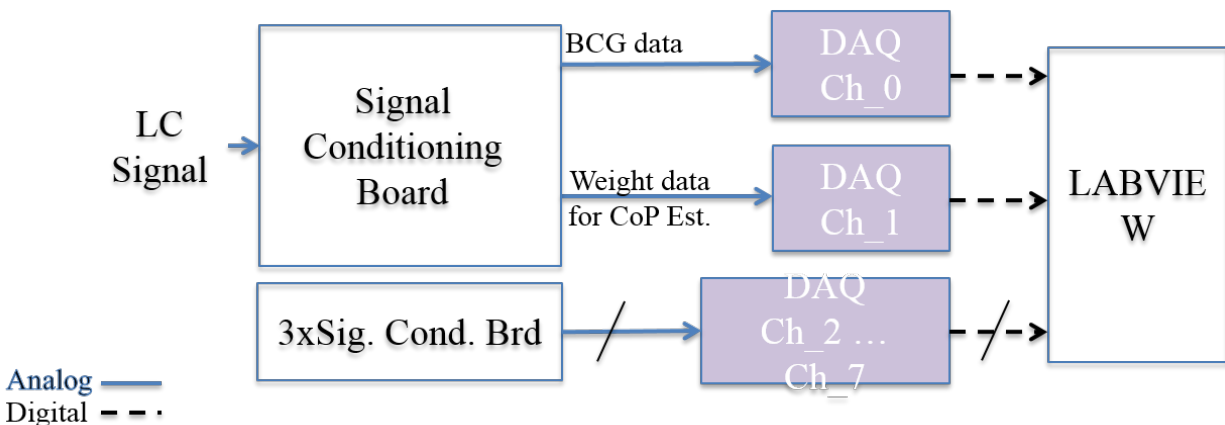 LC
Signal
Signal
Conditioning
Board
BCG data
Weight data
for CoP Est.
DAQ
Ch_0
DAQ
Ch_1
LABVIE
W
3xSig. Cond. Brd
DAQ
Ch_2 …
Ch_7
Analog
Digital